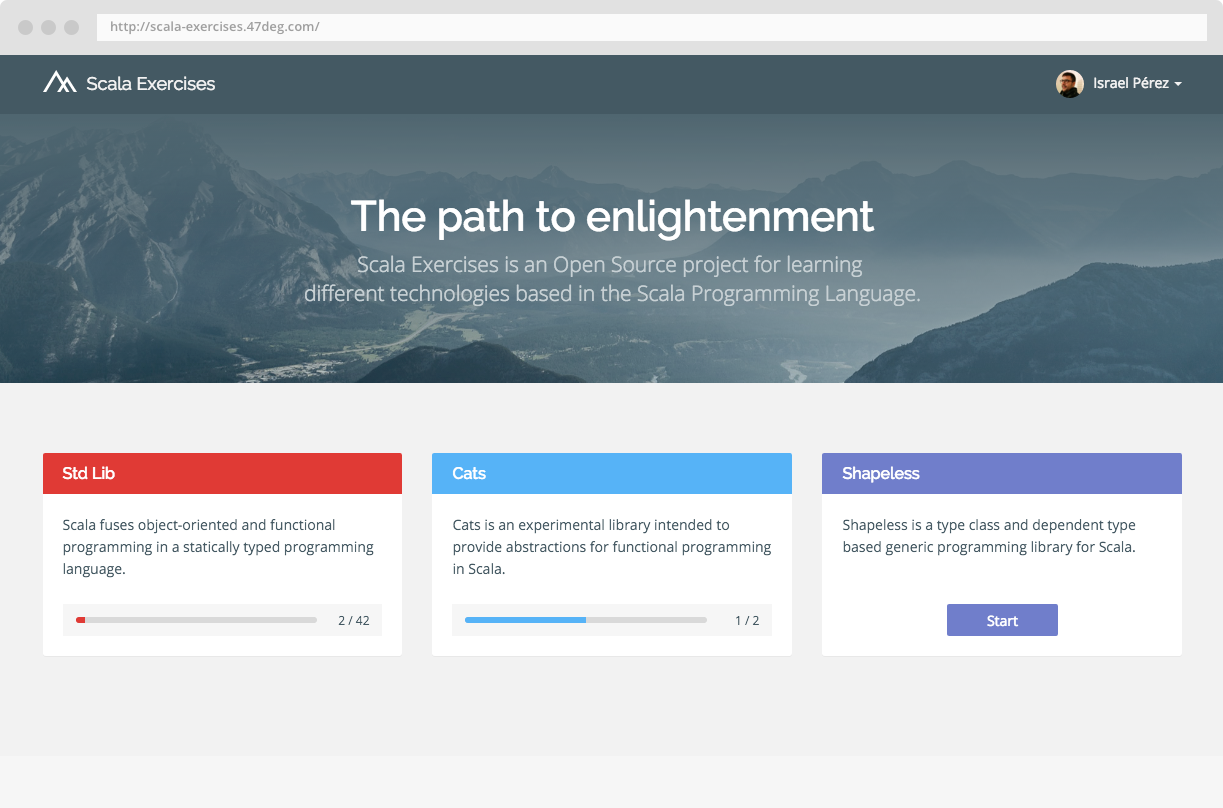 http://scala-exercises.47deg.com/
Scala Exercises
Israel Pérez
The path to enlightenment
Scala Exercises is an Open Source project for learning
different technologies based in the Scala Programming Language.
Std Lib
Scala fuses object-oriented and functional
programming in a statically typed programming
language.
2 / 42
Cats
Cats is an experimental library intended to
provide abstractions for functional programming
in Scala.
1 / 2
Shapeless
Shapeless is a type class and dependent type
based generic programming library for Scala.
Start